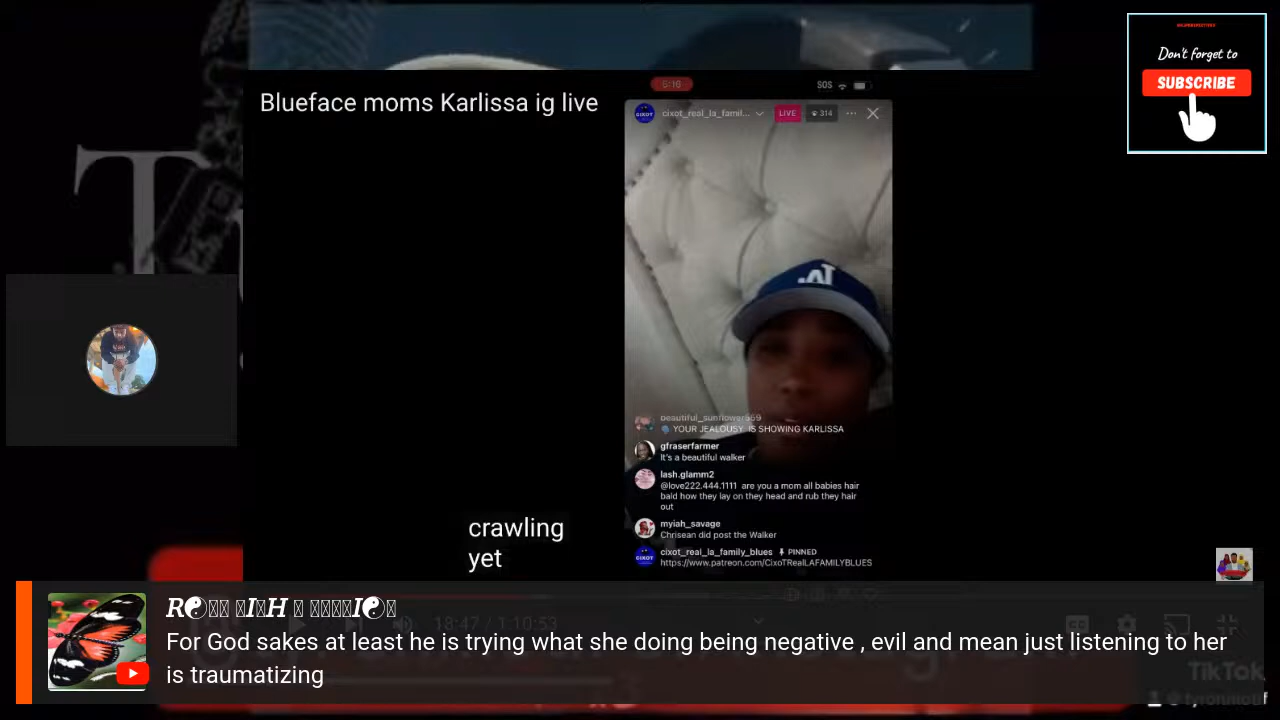 Don't forget to
SUBSCRIBE
Blueface moms Karlissa ig live
5:16
SOS
CIXOT
cixot_real_la_famil...
LIVE
314
YOUR JEALOUSY IS SHOWING KARLISSA
gfraserfarmer
It's a beautiful walker
lash.glamm2
@love222.444.1111 are you a mom all babies hair
bald how they lay on they head and rub they hair
out
myiah_savage
Chrisean did post the Walker
cixot_real_la_family_blues PINNED
https://www.patreon.com/CixoTRealLAFAMILYBLUES
crawling
yet
For God sakes at least he is trying what she doing being negative , evil and mean just listening to her
is traumatizing
18:47 / 1:10:53
TikTok